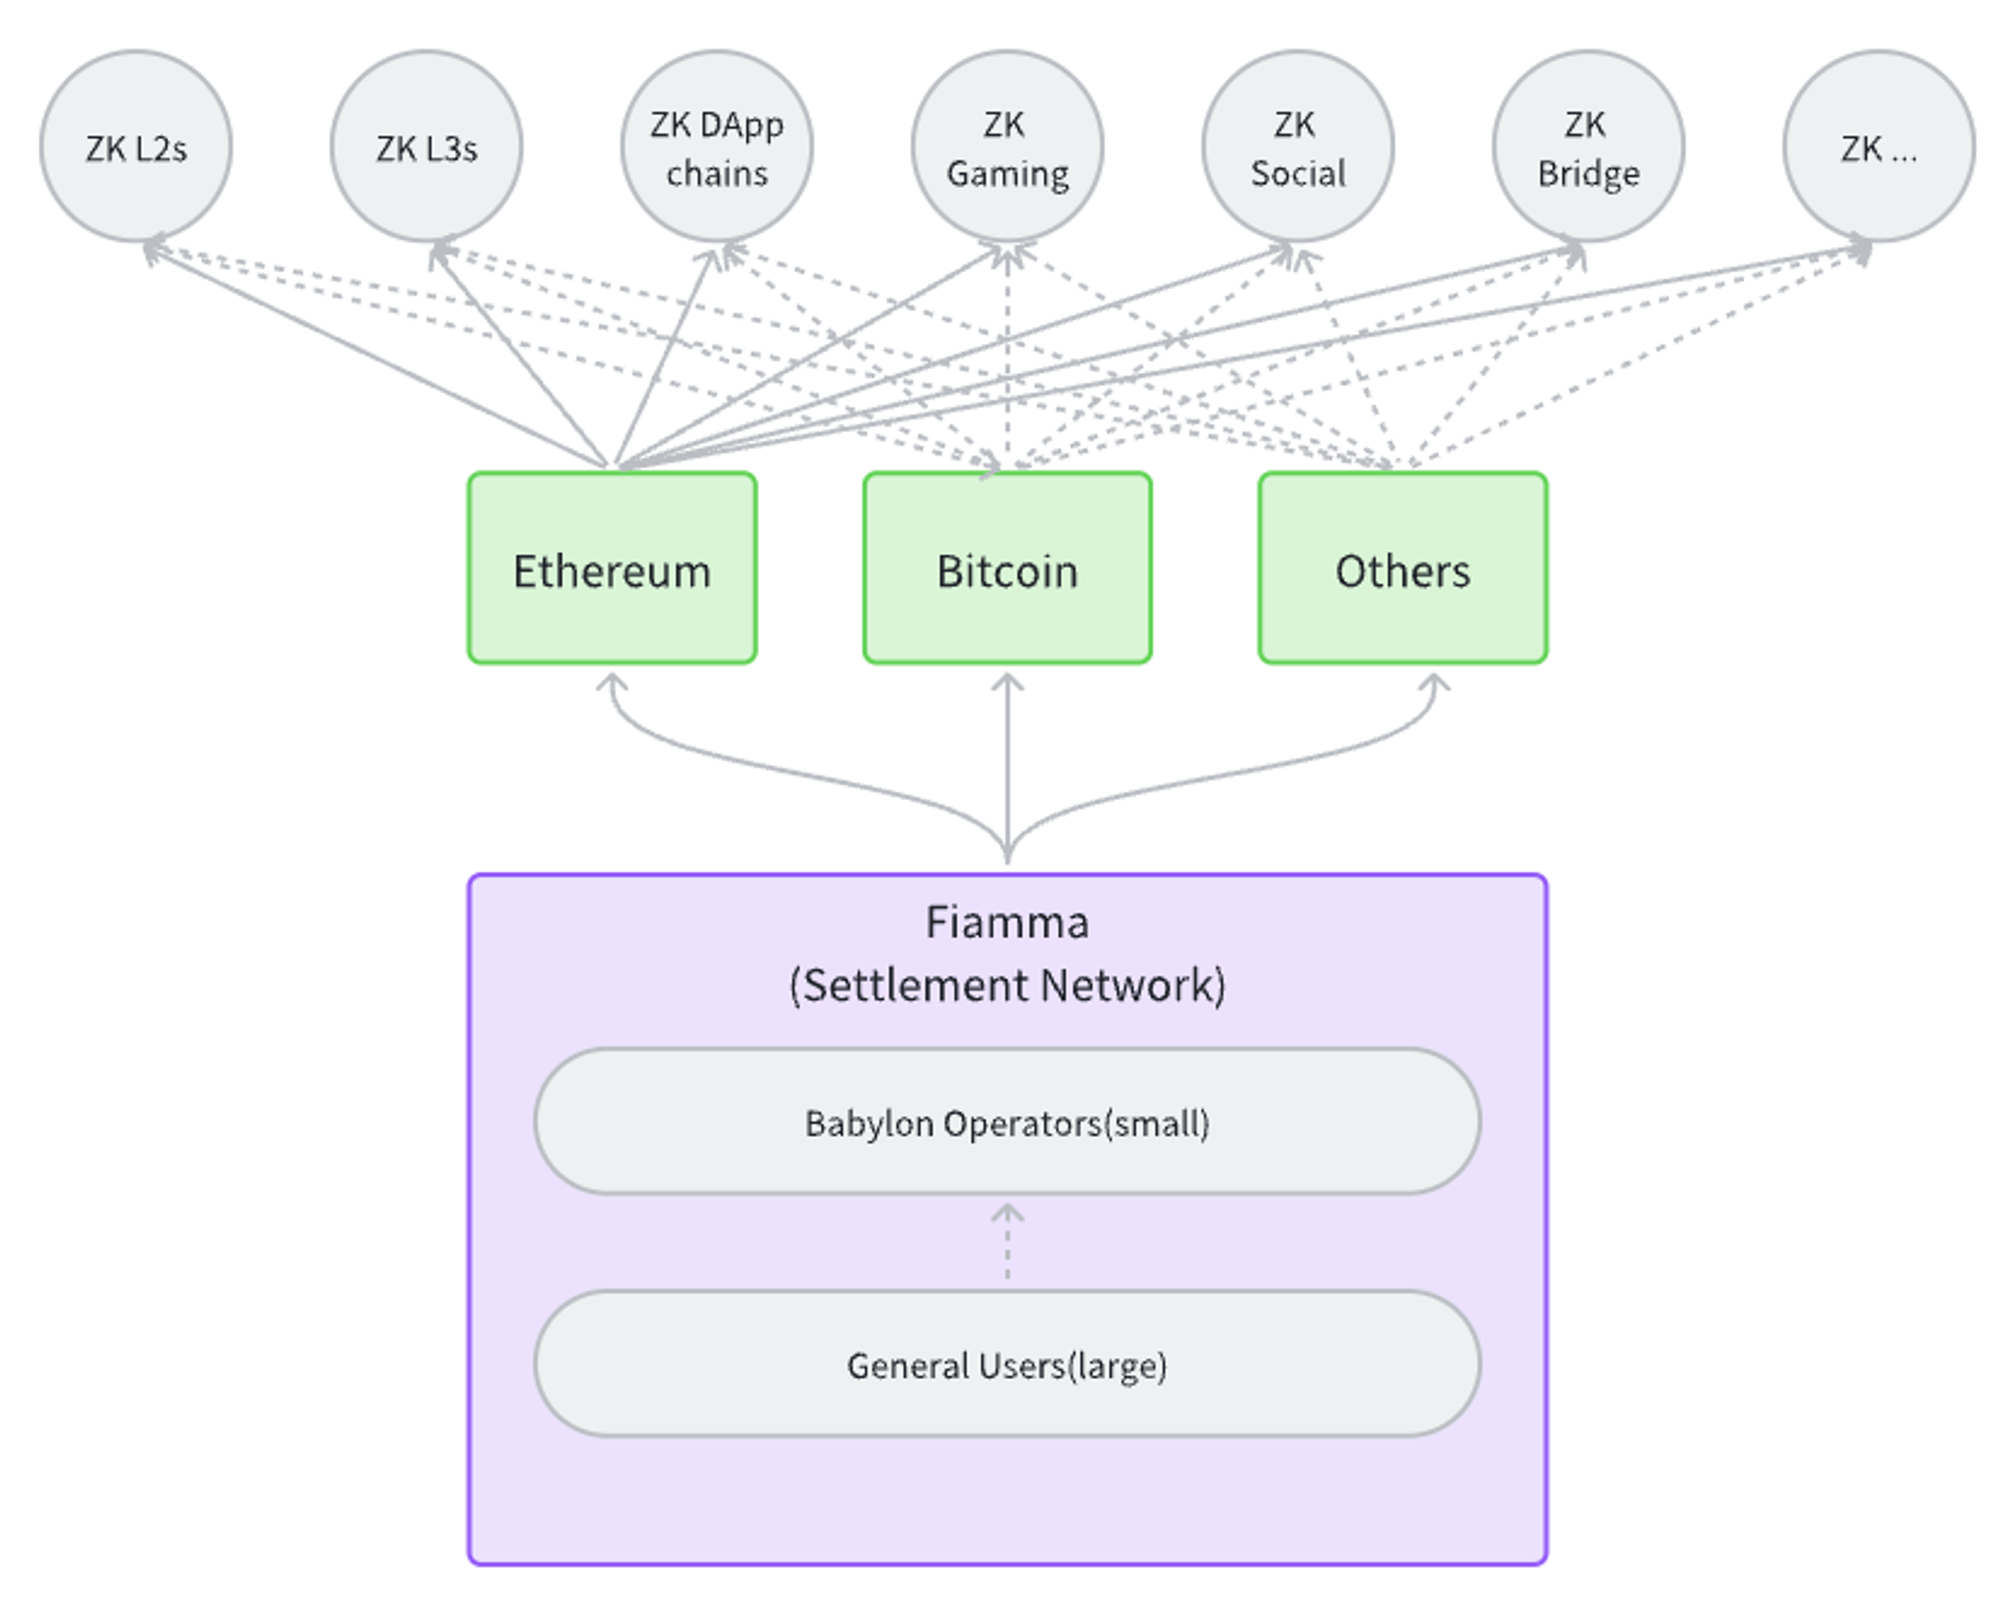 ZK L2s
ZK L3s
ZK DApp
chains
ZK
Gaming
ZK
Social
ZK
Bridge
ZK ...
Ethereum
Bitcoin
Others
Fiamma
(Settlement Network)
Babylon Operators(small)
General Users(large)